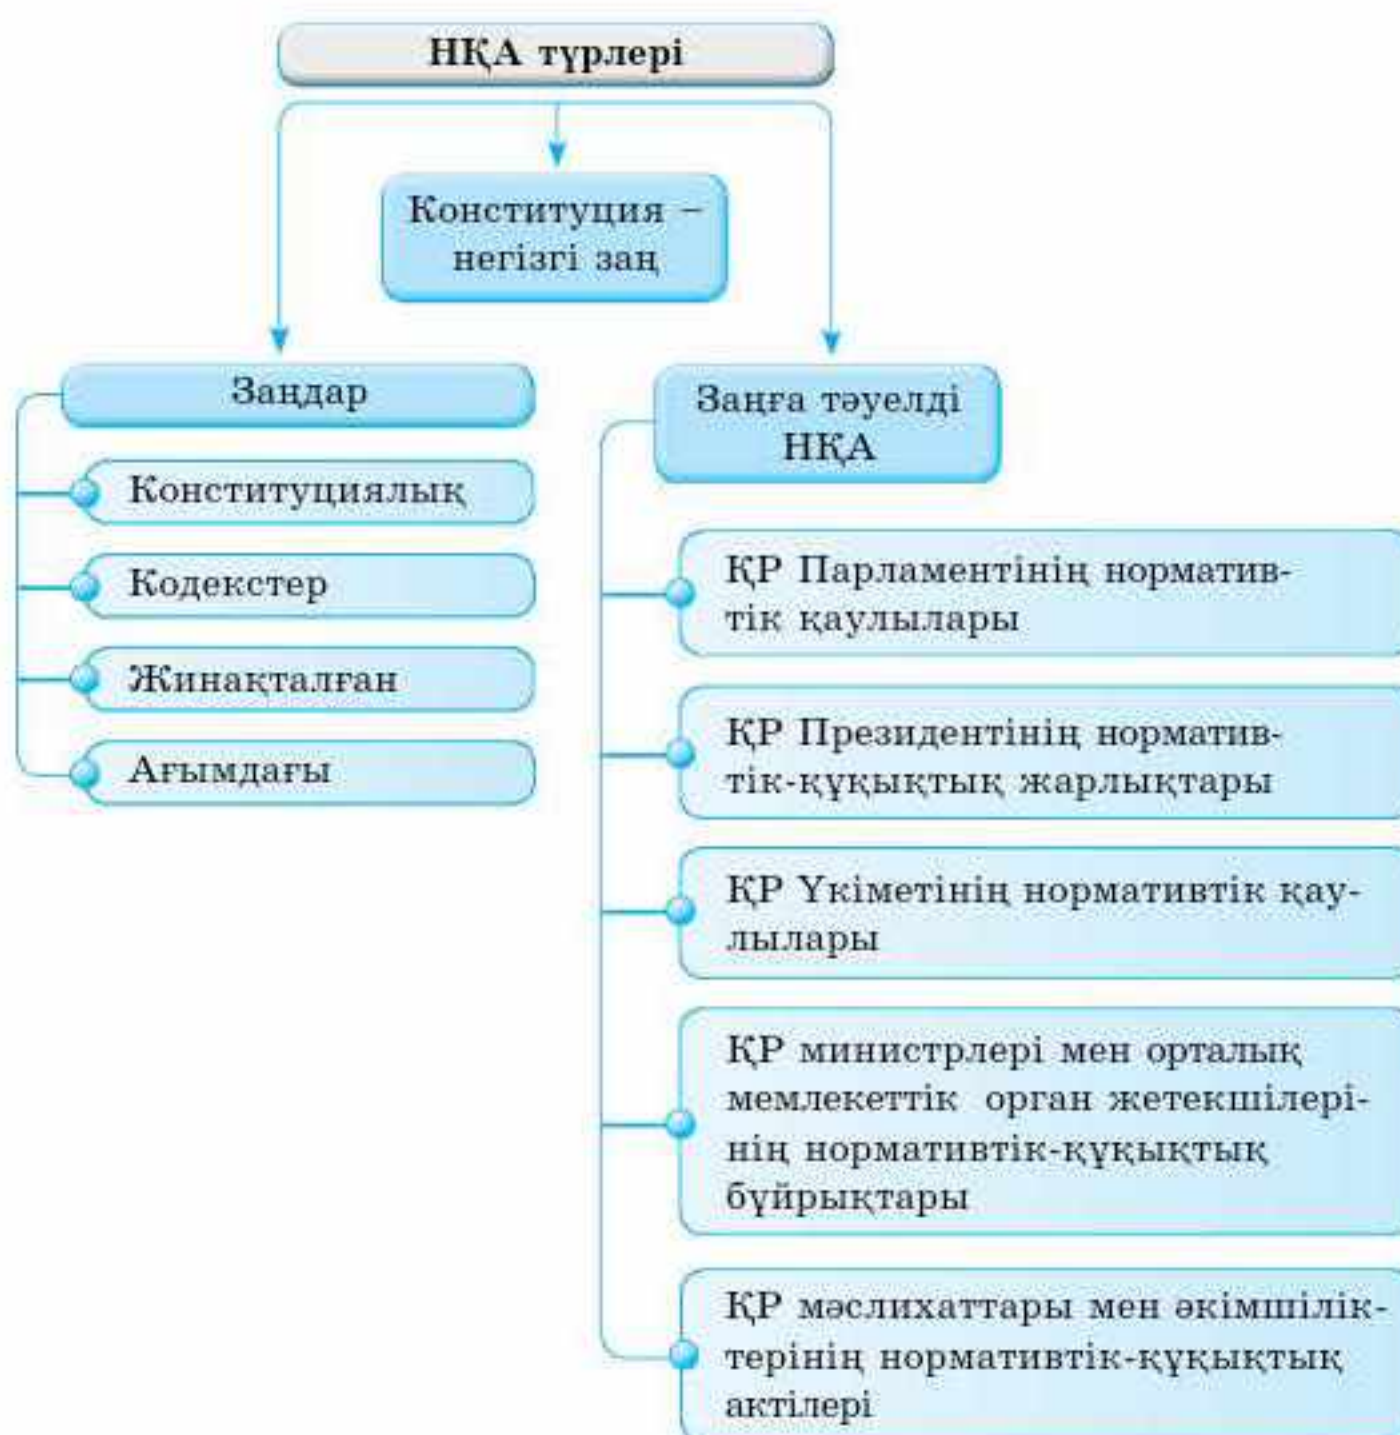 НҚА түрлері
Конституция –
негізгі заң
Заңдар
Конституциялық
Кодекстер
Жинақталған
Ағымдағы
Заңға тәуелді
НҚА
ҚР Парламентінің норматив-
тік қаулылары
ҚР Президентінің норматив-
тік-құқықтық жарлықтары
ҚР Үкіметінің нормативтік қау-
лылары
ҚР министрлері мен орталық
мемлекеттік орган жетекшілері-
нің нормативтік-құқықтық
бұйрықтары
ҚР мәслихаттары мен әкімшілік-
терінің нормативтік-құқықтық
актілері